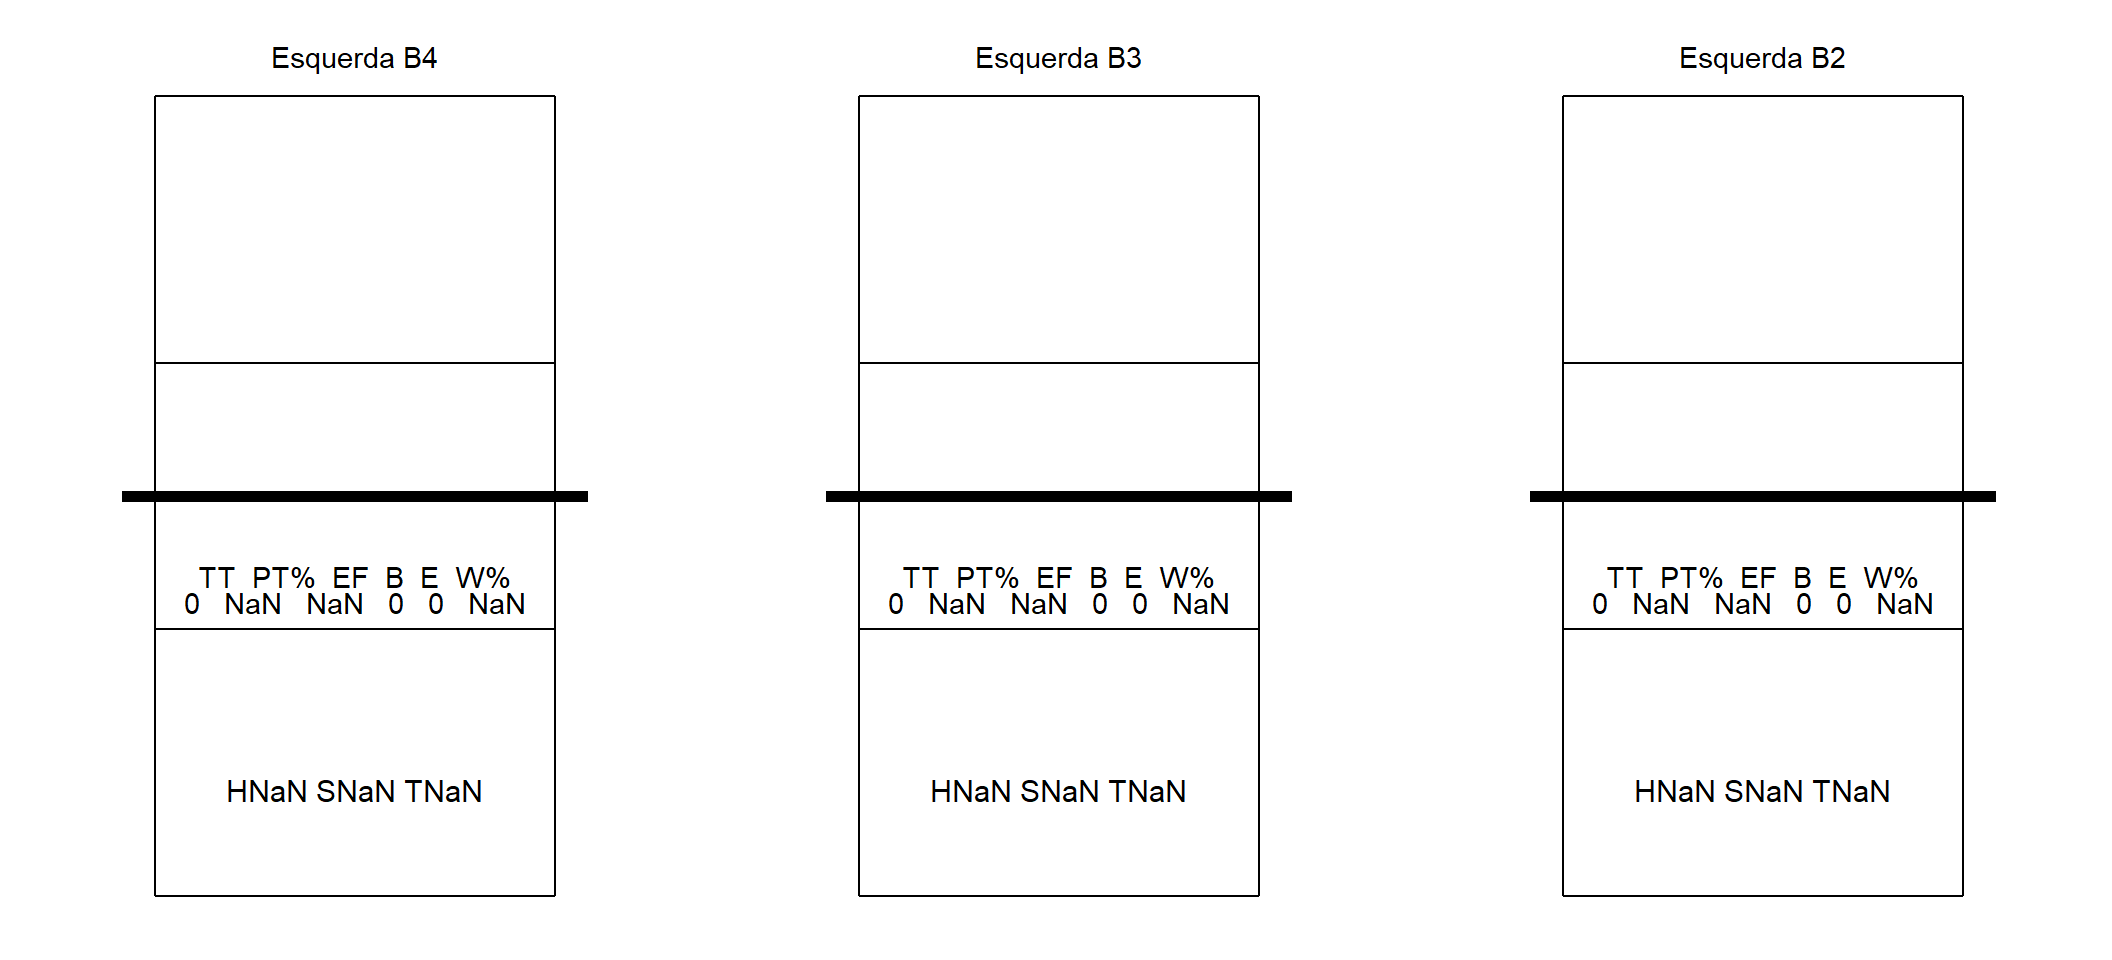 Esquerda B4
TT PT% EF B E W%
0 NaN NaN 0 0 NaN
HNaN SNaN TNaN
Esquerda B3
TT PT% EF B E W%
0 NaN NaN 0 0 NaN
HNaN SNaN TNaN
Esquerda B2
TT PT% EF B E W%
0 NaN NaN 0 0 NaN
HNaN SNaN TNaN